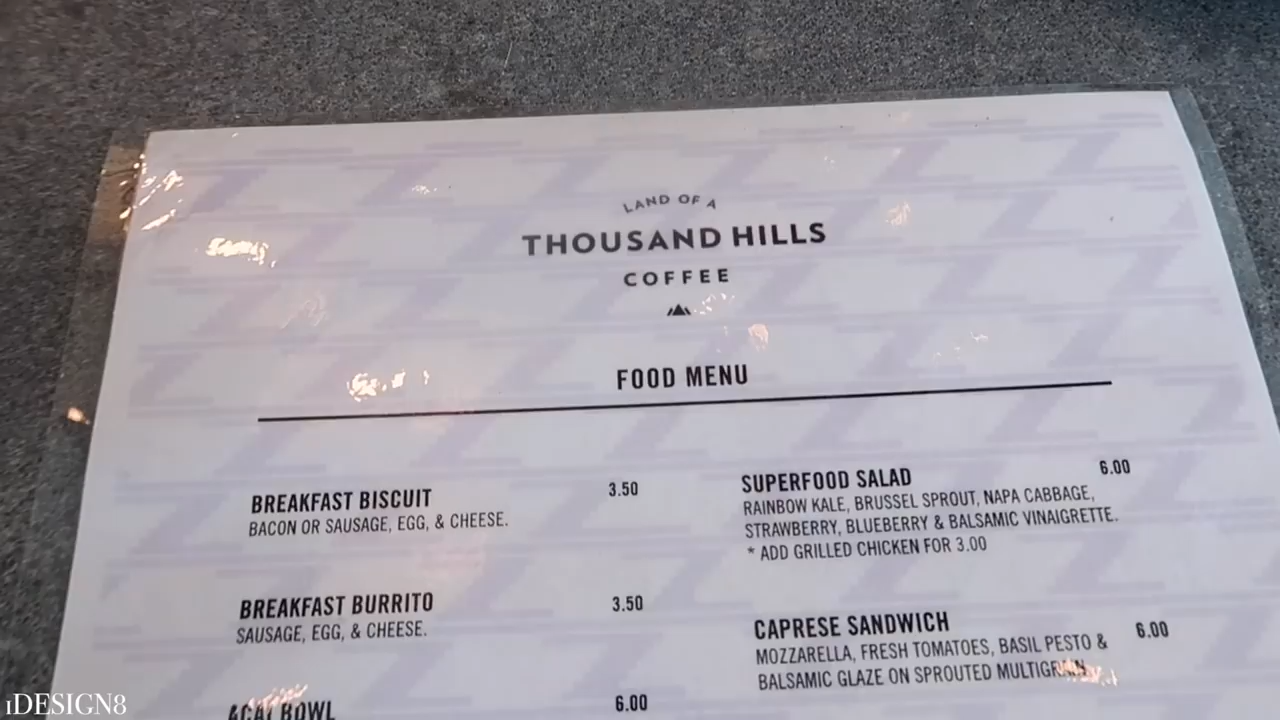 LAND OF A
THOUSAND HILLS
COFFEE
FOOD MENU
BREAKFAST BISCUIT 3.50
BACON OR SAUSAGE, EGG, & CHEESE.
BREAKFAST BURRITO 3.50
SAUSAGE, EGG, & CHEESE.
ACAI BOWL 6.00
SUPERFOOD SALAD 6.00
RAINBOW KALE, BRUSSEL SPROUT, NAPA CABBAGE,
STRAWBERRY, BLUEBERRY & BALSAMIC VINAIGRETTE.
* ADD GRILLED CHICKEN FOR 3.00
CAPRESE SANDWICH 6.00
MOZZARELLA, FRESH TOMATOES, BASIL PESTO &
BALSAMIC GLAZE ON SPROUTED MULTIGRAIN
iDESIGN8